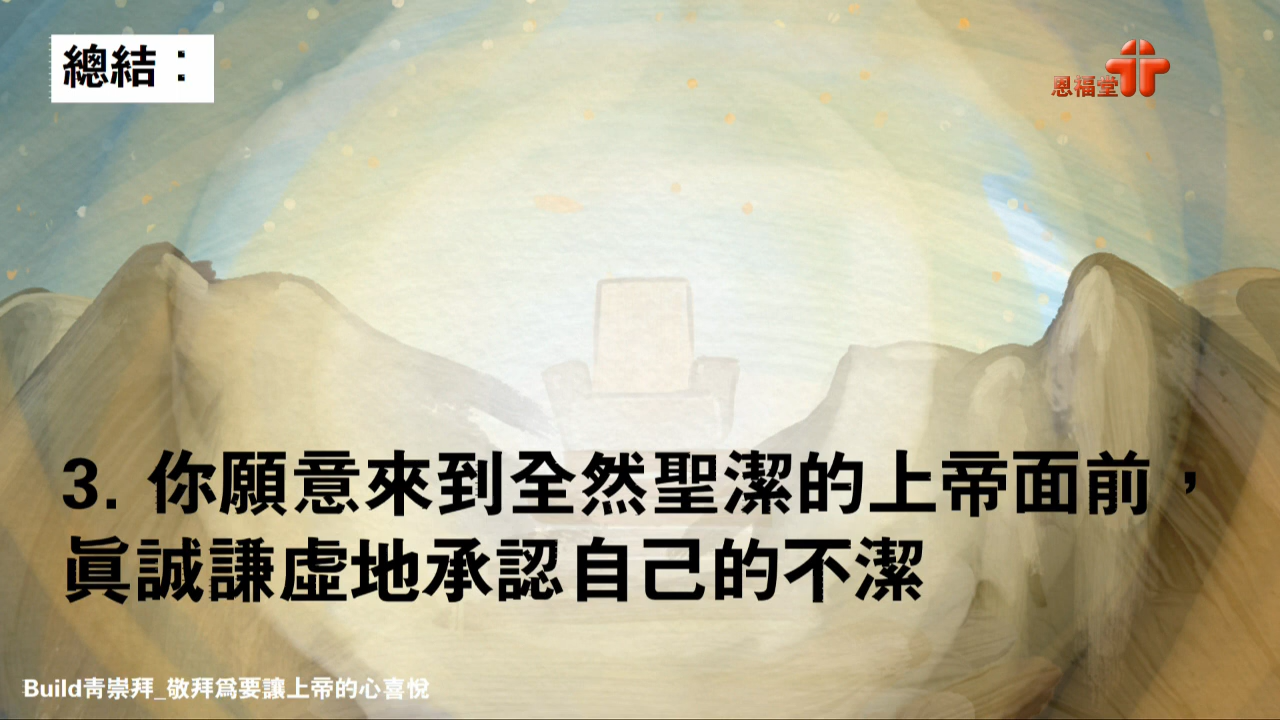 總結：
恩福堂
3. 你願意來到全然聖潔的上帝面前，
眞誠謙虛地承認自己的不潔
Build靑崇拜_敬拜爲要讓上帝的心喜悅